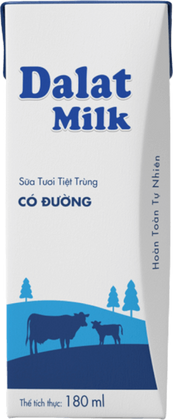 Dalat
Milk
Sữa Tươi Tiệt Trùng
CÓ ĐƯỜNG
Hoàn Toàn Tự Nhiên
Thể tích thực: 180 ml